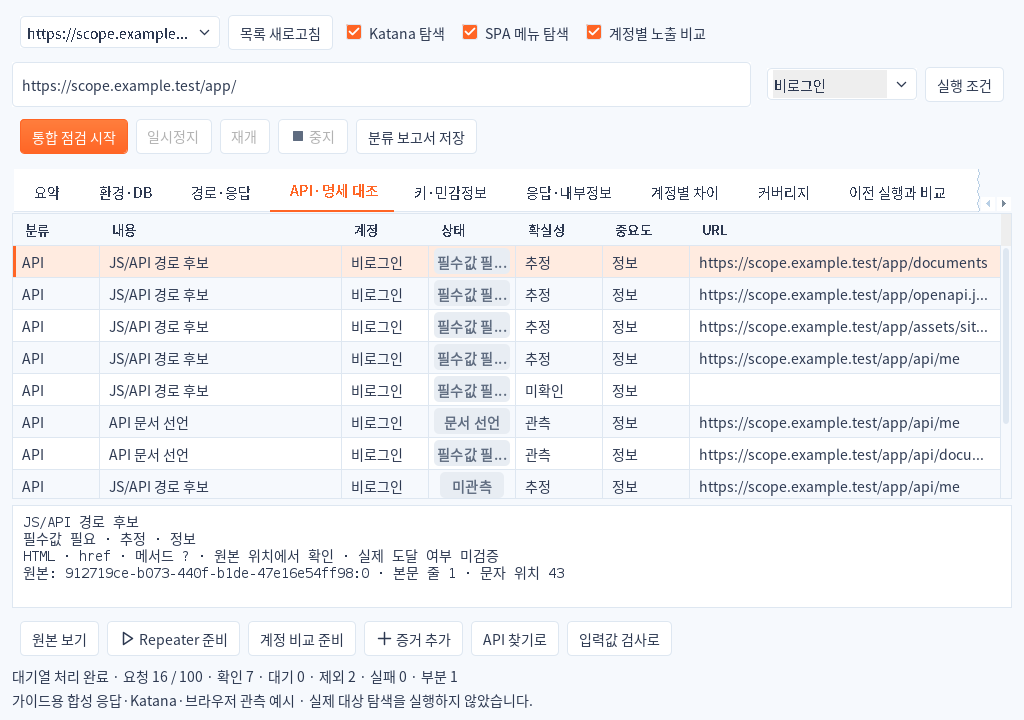 https://scope.example... 목록 새로고침 Katana 탐색 SPA 메뉴 탐색 계정별 노출 비교
https://scope.example.test/app/ 비로그인 실행 조건
통합 점검 시작 일시정지 재개 중지 분류 보고서 저장
요약 환경·DB 경로·응답 API·명세 대조 키·민감정보 응답·내부정보 계정별 차이 커버리지 이전 실행과 비교
분류 내용 계정 상태 확실성 중요도 URL
API JS/API 경로 후보 비로그인 필수값 필... 추정 정보 https://scope.example.test/app/documents
API JS/API 경로 후보 비로그인 필수값 필... 추정 정보 https://scope.example.test/app/openapi.j...
API JS/API 경로 후보 비로그인 필수값 필... 추정 정보 https://scope.example.test/app/assets/sit...
API JS/API 경로 후보 비로그인 필수값 필... 추정 정보 https://scope.example.test/app/api/me
API JS/API 경로 후보 비로그인 필수값 필... 미확인 정보
API API 문서 선언 비로그인 문서 선언 관측 정보 https://scope.example.test/app/api/me
API API 문서 선언 비로그인 필수값 필... 관측 정보 https://scope.example.test/app/api/docu...
API JS/API 경로 후보 비로그인 미관측 추정 정보 https://scope.example.test/app/api/me
JS/API 경로 후보
필수값 필요 · 추정 · 정보
HTML · href · 메서드 ? · 원본 위치에서 확인 · 실제 도달 여부 미검증
원본: 912719ce-b073-440f-b1de-47e16e54ff98:0 · 본문 줄 1 · 문자 위치 43
원본 보기 Repeater 준비 계정 비교 준비 증거 추가 API 찾기로 입력값 검사로
대기열 처리 완료 · 요청 16 / 100 · 확인 7 · 대기 0 · 제외 2 · 실패 0 · 부분 1
가이드용 합성 응답·Katana·브라우저 관측 예시 · 실제 대상 탐색을 실행하지 않았습니다.